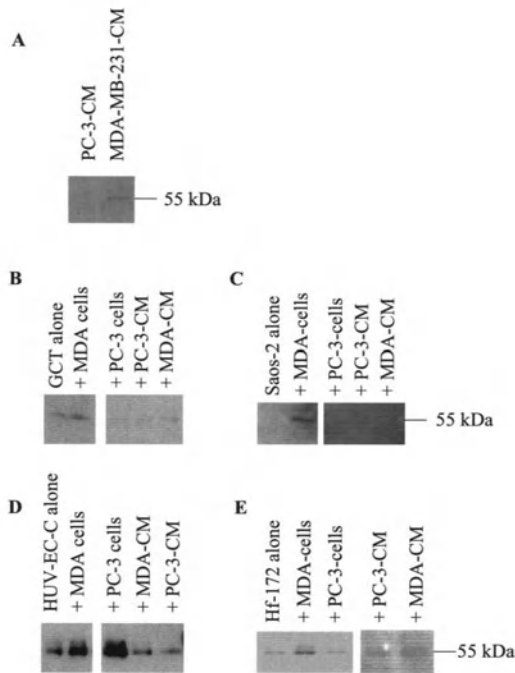 A
PC-3-CM
MDA-MB-231-CM
55 kDa
B
GCT alone
+ MDA cells
+ PC-3 cells
+ PC-3-CM
+ MDA-CM
C
Saos-2 alone
+ MDA-cells
+ PC-3-cells
+ PC-3-CM
+ MDA-CM
55 kDa
D
HUV-EC-C alone
+ MDA cells
+ PC-3 cells
+ MDA-CM
+ PC-3-CM
E
Hf-172 alone
+ MDA-cells
+ PC-3-cells
+ PC-3-CM
+ MDA-CM
55 kDa